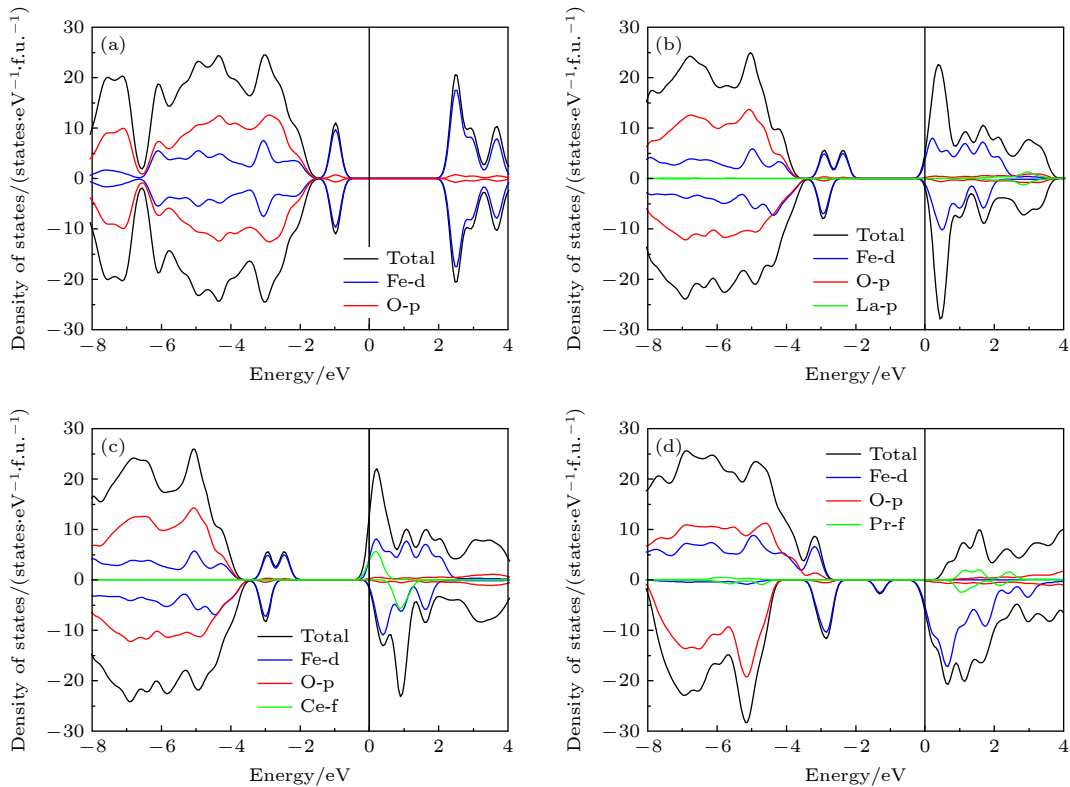 (a)
30
20
10
0
−10
−20
−30
Density of states/(states·eV⁻¹·f.u.⁻¹)
Total
Fe-d
O-p
−8 −6 −4 −2 0 2 4
Energy/eV
(b)
30
20
10
0
−10
−20
−30
Density of states/(states·eV⁻¹·f.u.⁻¹)
Total
Fe-d
O-p
La-p
−8 −6 −4 −2 0 2 4
Energy/eV
(c)
30
20
10
0
−10
−20
−30
Density of states/(states·eV⁻¹·f.u.⁻¹)
Total
Fe-d
O-p
Ce-f
−8 −6 −4 −2 0 2 4
Energy/eV
(d)
30
20
10
0
−10
−20
−30
Density of states/(states·eV⁻¹·f.u.⁻¹)
Total
Fe-d
O-p
Pr-f
−8 −6 −4 −2 0 2 4
Energy/eV